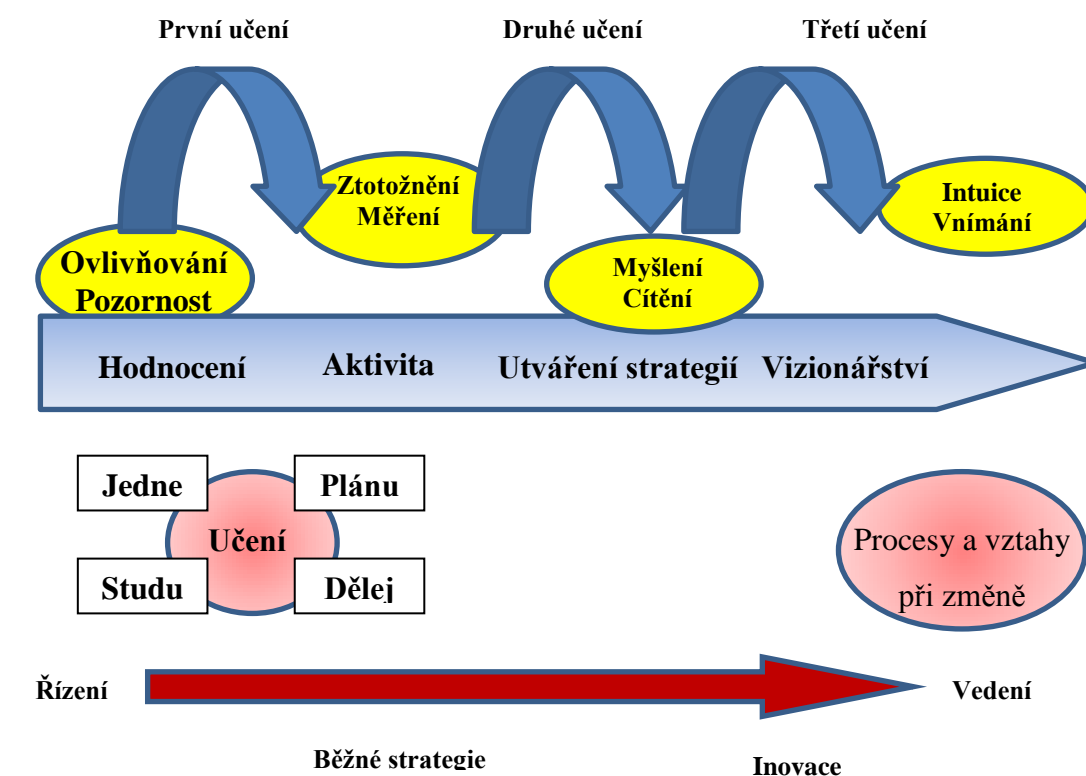 První učení
Druhé učení
Třetí učení
Ztotožnění
Měření
Intuice
Vnímání
Ovlivňování
Pozornost
Myšlení
Cítění
Hodnocení
Aktivita
Utváření strategií
Vizionářství
Jedne
Plánu
Učení
Studu
Dělej
Procesy a vztahy
při změně
Řízení
Vedení
Běžné strategie
Inovace